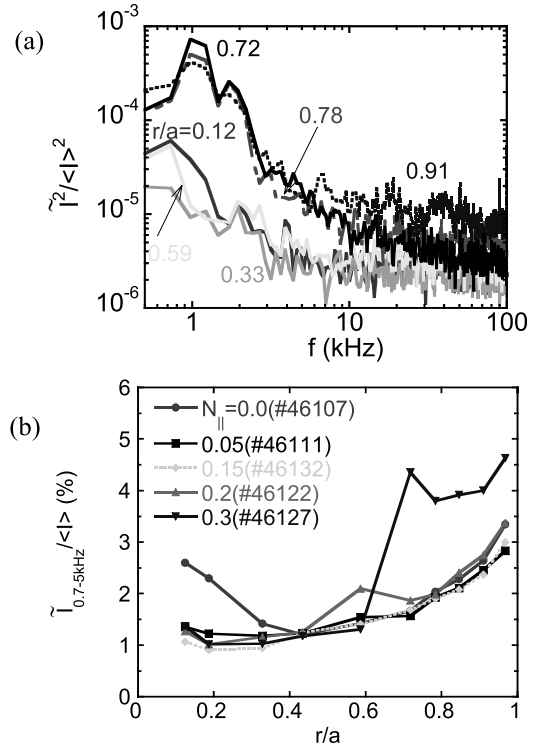 (a)
10⁻³
10⁻⁴
10⁻⁵
10⁻⁶
Ĩ²/<I>²
0.72
0.78
r/a=0.12
0.91
0.59
0.33
1 10 100
f (kHz)
(b)
6
5
4
3
2
1
0
Ĩ₀.₇₋₅kHz/<I> (%)
N||=0.0(#46107)
0.05(#46111)
0.15(#46132)
0.2(#46122)
0.3(#46127)
0 0.2 0.4 0.6 0.8 1
r/a